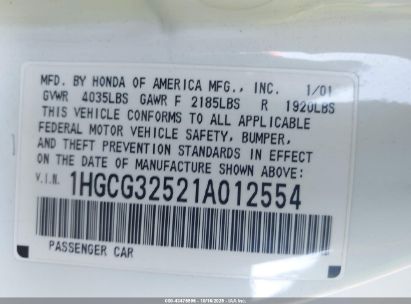 MFD. BY HONDA OF AMERICA MFG., INC. 1/01
GVWR 4035LBS GAWR F 2185LBS R 1920LBS
THIS VEHICLE CONFORMS TO ALL APPLICABLE
FEDERAL MOTOR VEHICLE SAFETY, BUMPER,
AND THEFT PREVENTION STANDARDS IN EFFECT
ON THE DATE OF MANUFACTURE SHOWN ABOVE:
V.I.N. 1HGCG32521A012554
PASSENGER CAR